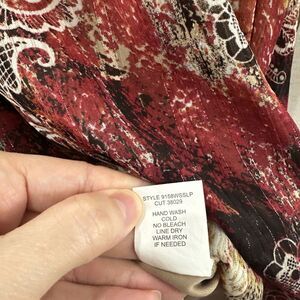 STYLE 9158WSSLP
CUT 38029
HAND WASH
COLD
NO BLEACH
LINE DRY
WARM IRON
IF NEEDED